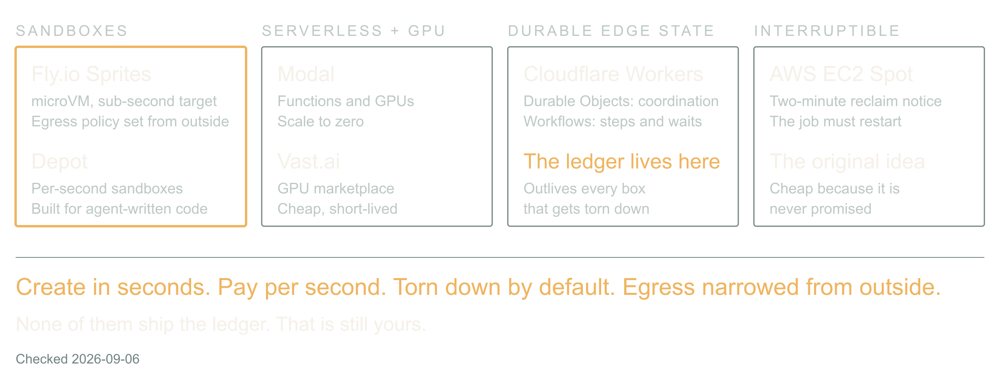 SANDBOXES
Fly.io Sprites
microVM, sub-second target
Egress policy set from outside
Depot
Per-second sandboxes
Built for agent-written code
SERVERLESS + GPU
Modal
Functions and GPUs
Scale to zero
Vast.ai
GPU marketplace
Cheap, short-lived
DURABLE EDGE STATE
Cloudflare Workers
Durable Objects: coordination
Workflows: steps and waits
The ledger lives here
Outlives every box
that gets torn down
INTERRUPTIBLE
AWS EC2 Spot
Two-minute reclaim notice
The job must restart
The original idea
Cheap because it is
never promised
Create in seconds. Pay per second. Torn down by default. Egress narrowed from outside.
None of them ship the ledger. That is still yours.
Checked 2026-09-06